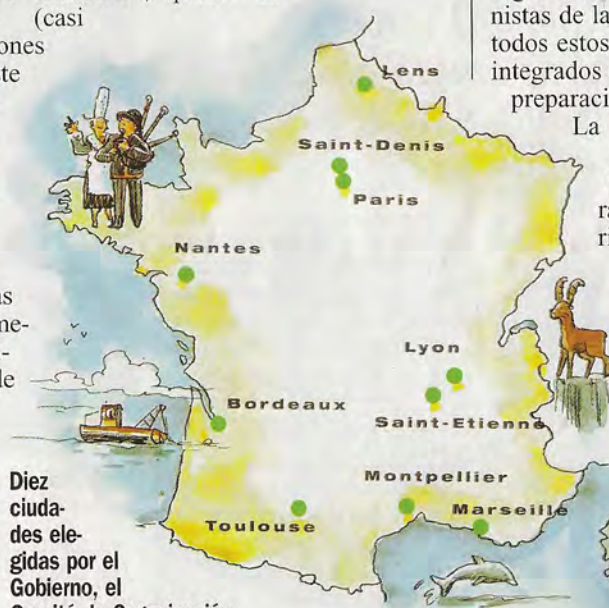 (casi
ones
nistas de la
todos estos
integrados
preparaci
La
Lens
Saint-Denis
Paris
Nantes
Lyon
Saint-Etienne
Bordeaux
Montpellier
Marseille
Toulouse
Diez
ciuda-
des ele-
gidas por el
Gobierno, el